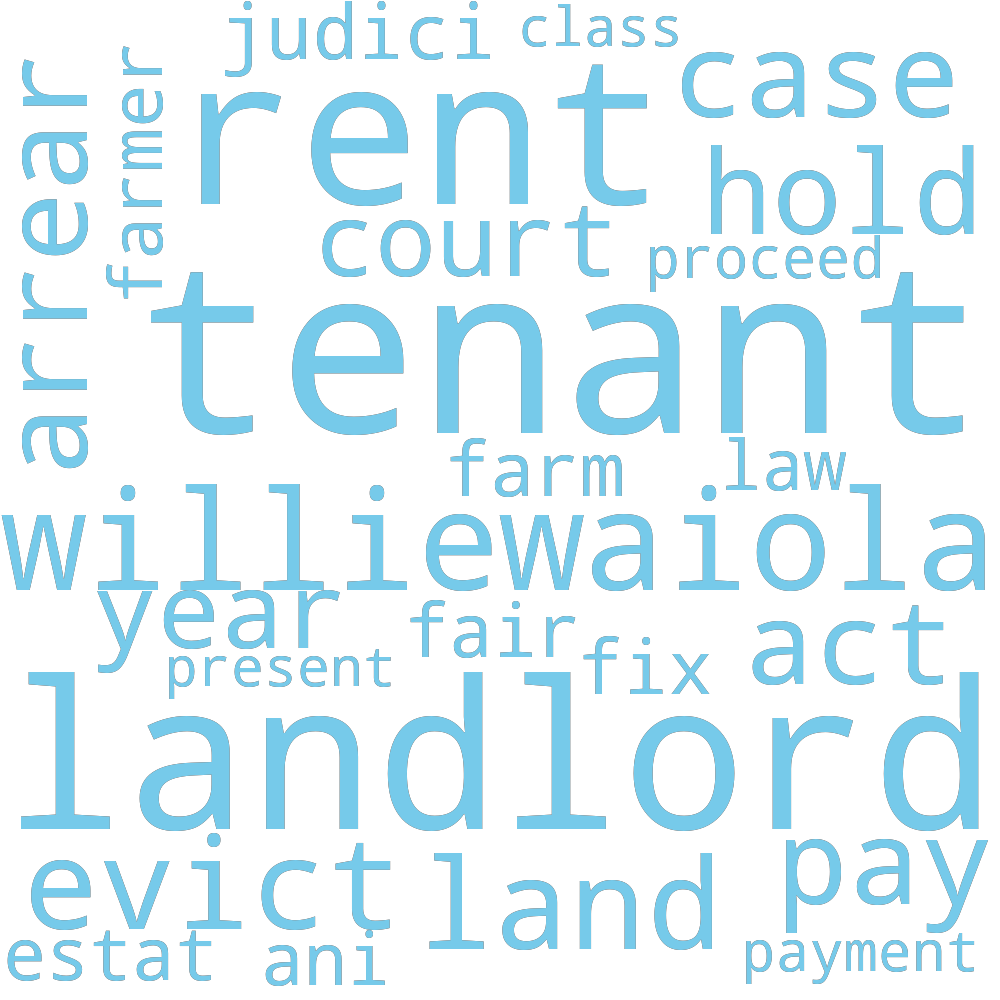 judici class
rent case
arrear
farmer
hold
court proceed
tenant
farm law
williewaiola
year fair act
present fix
landlord
evict land pay
estat ani payment